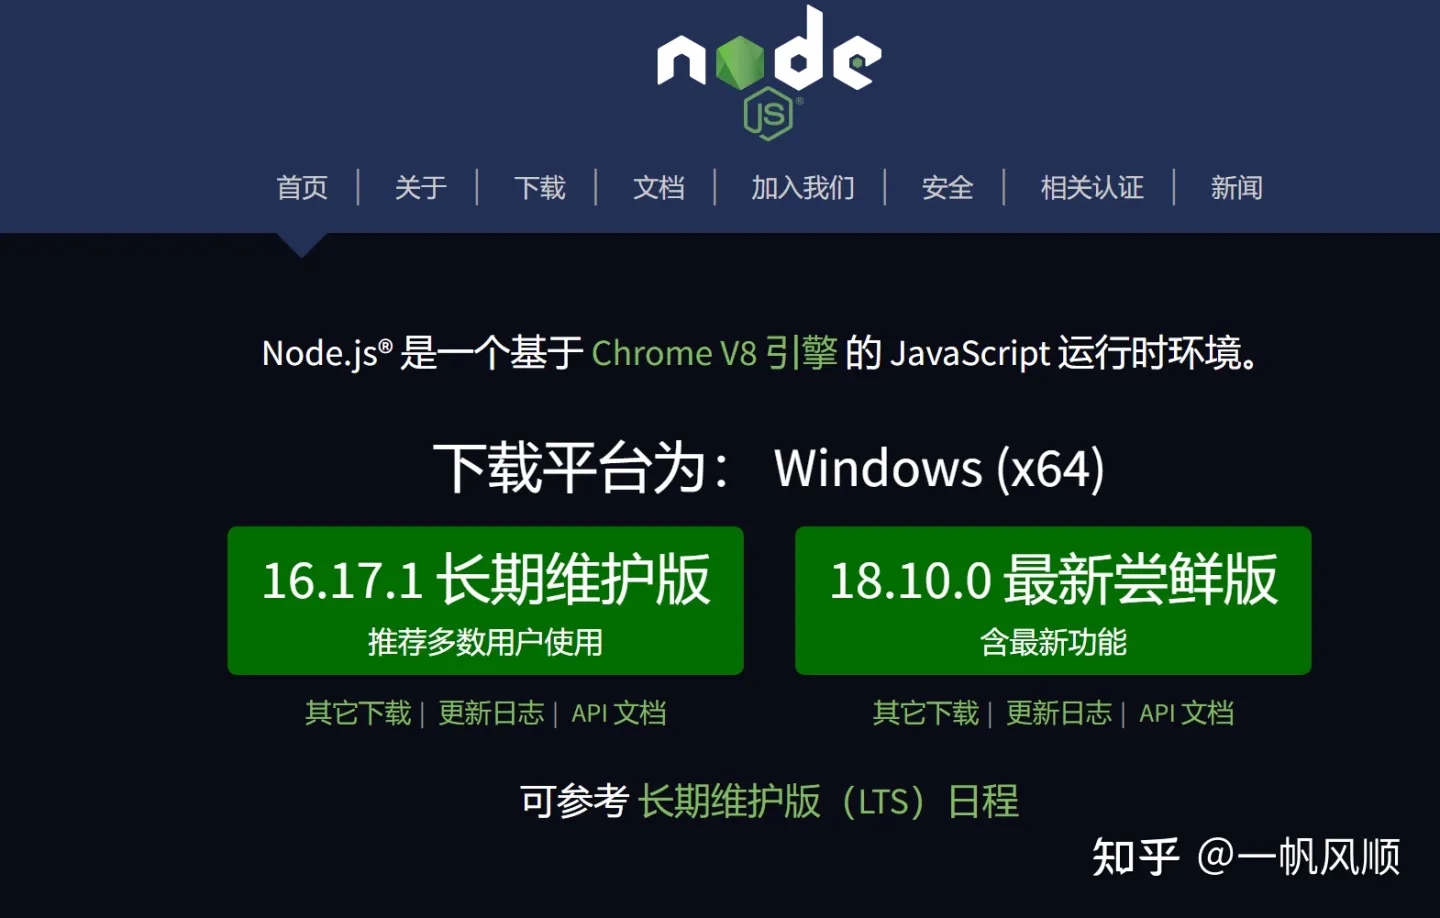 node
JS®
首页 | 关于 | 下载 | 文档 | 加入我们 | 安全 | 相关认证 | 新闻
Node.js® 是一个基于 Chrome V8 引擎 的 JavaScript 运行时环境。
下载平台为： Windows (x64)
16.17.1 长期维护版
推荐多数用户使用
18.10.0 最新尝鲜版
含最新功能
其它下载 | 更新日志 | API 文档
其它下载 | 更新日志 | API 文档
可参考 长期维护版（LTS）日程
知乎 @一帆风顺